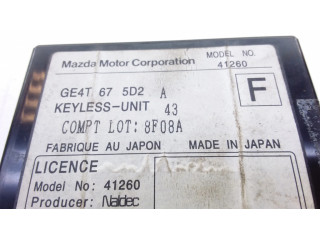 Mazda Motor Corporation MODEL NO. 41260
GE4T 67 5D2 A
KEYLESS-UNIT 43
F
COMPT LOT: 8F08A
FABRIQUE AU JAPON MADE IN JAPAN
LICENCE
Model No: 41260
Producer: Naldec